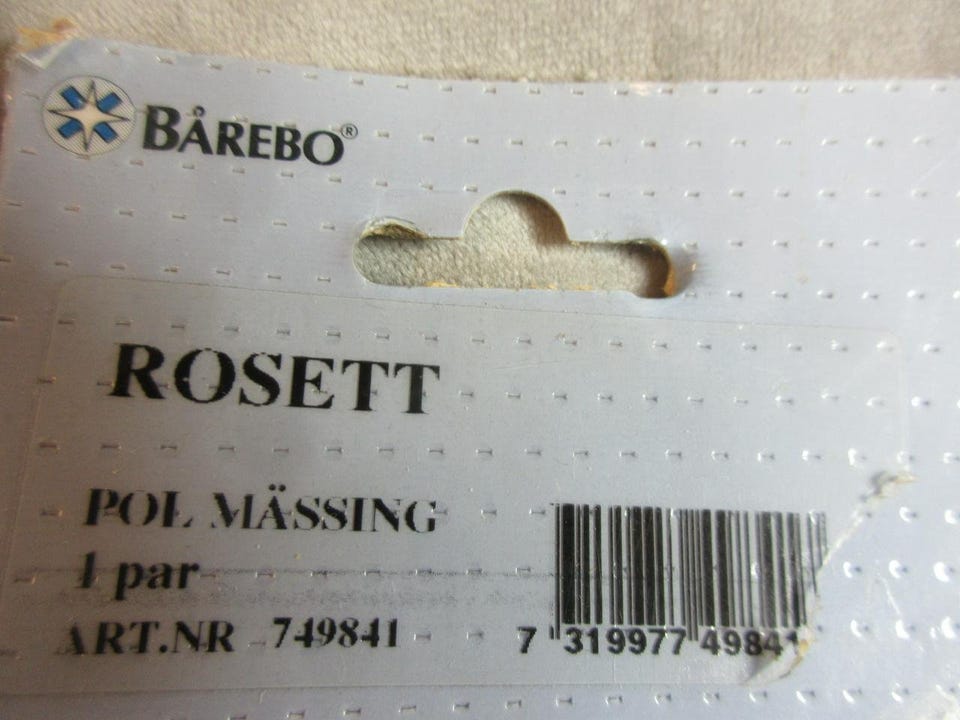 BÅREBO®
ROSETT
POL MÄSSING
1 par
ART.NR 749841
7 319977 49841